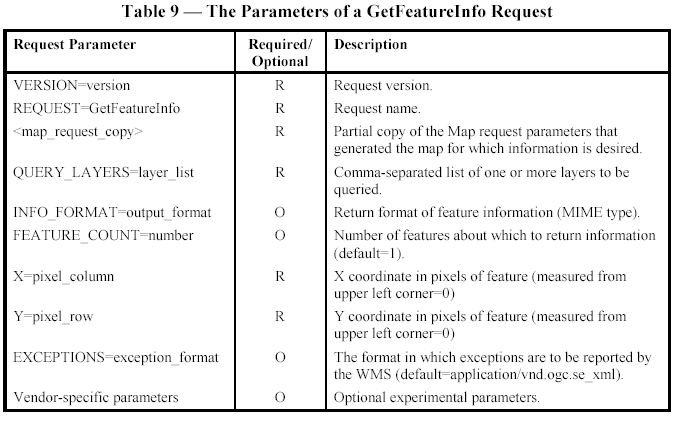 Table 9 — The Parameters of a GetFeatureInfo Request
Request Parameter Required/ Description
Optional
VERSION=version R Request version.
REQUEST=GetFeatureInfo R Request name.
<map_request_copy> R Partial copy of the Map request parameters that
generated the map for which information is desired.
QUERY_LAYERS=layer_list R Comma-separated list of one or more layers to be
queried.
INFO_FORMAT=output_format O Return format of feature information (MIME type).
FEATURE_COUNT=number O Number of features about which to return information
(default=1).
X=pixel_column R X coordinate in pixels of feature (measured from
upper left corner=0)
Y=pixel_row R Y coordinate in pixels of feature (measured from
upper left corner=0)
EXCEPTIONS=exception_format O The format in which exceptions are to be reported by
the WMS (default=application/vnd.ogc.se_xml).
Vendor-specific parameters O Optional experimental parameters.